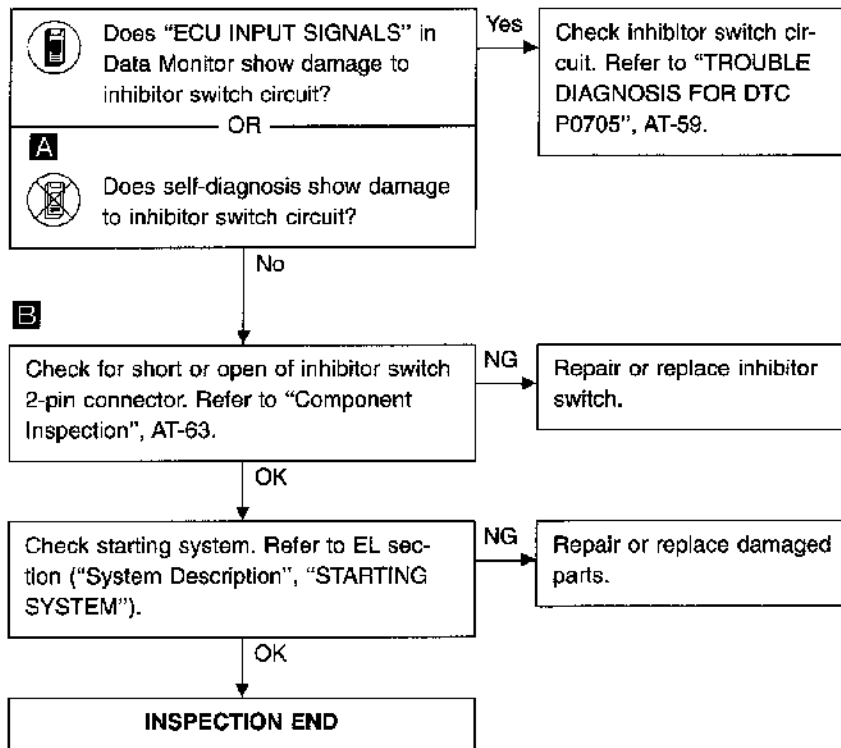 Does "ECU INPUT SIGNALS" in
Data Monitor show damage to
inhibitor switch circuit?
OR
A
Does self-diagnosis show damage
to inhibitor switch circuit?
Yes
Check inhibitor switch cir-
cuit. Refer to "TROUBLE
DIAGNOSIS FOR DTC
P0705", AT-59.
No
B
Check for short or open of inhibitor switch
2-pin connector. Refer to "Component
Inspection", AT-63.
NG
Repair or replace inhibitor
switch.
OK
Check starting system. Refer to EL sec-
tion ("System Description", "STARTING
SYSTEM").
NG
Repair or replace damaged
parts.
OK
INSPECTION END